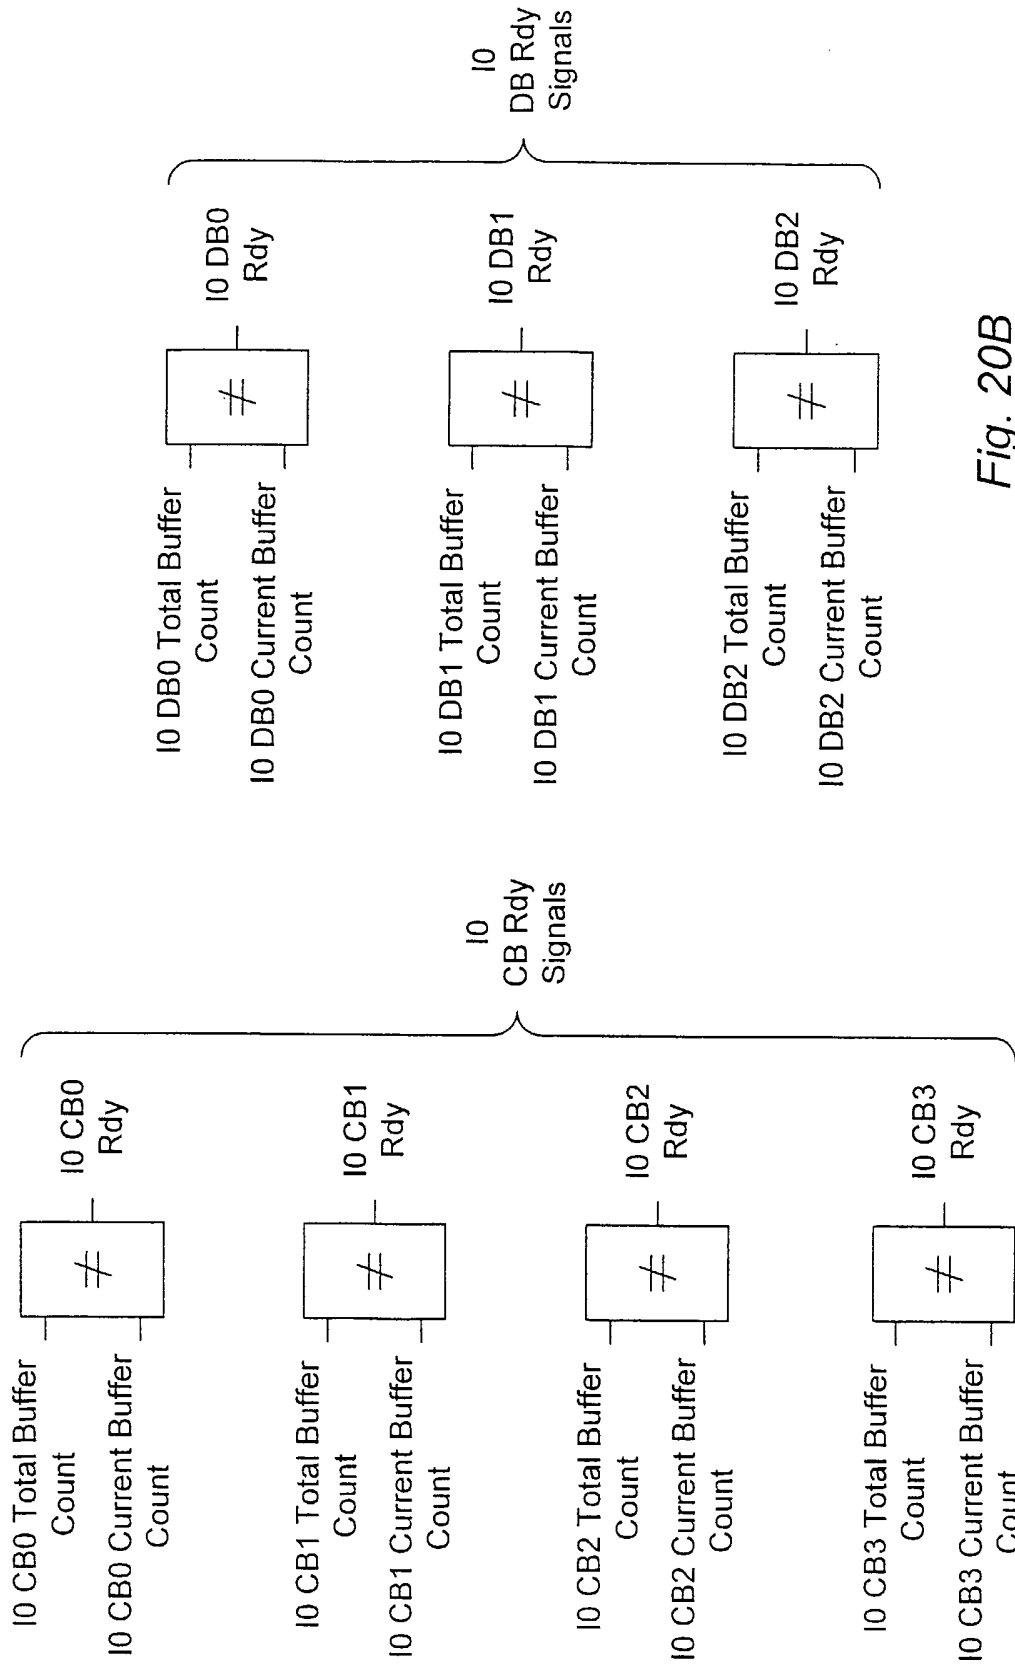 I0 CB0 Total Buffer
Count
I0 CB0 Current Buffer
Count
≠
I0 CB0
Rdy
I0 CB1 Total Buffer
Count
I0 CB1 Current Buffer
Count
≠
I0 CB1
Rdy
I0 CB2 Total Buffer
Count
I0 CB2 Current Buffer
Count
≠
I0 CB2
Rdy
I0 CB3 Total Buffer
Count
I0 CB3 Current Buffer
Count
≠
I0 CB3
Rdy
I0
CB Rdy
Signals
I0 DB0 Total Buffer
Count
I0 DB0 Current Buffer
Count
≠
I0 DB0
Rdy
I0 DB1 Total Buffer
Count
I0 DB1 Current Buffer
Count
≠
I0 DB1
Rdy
I0 DB2 Total Buffer
Count
I0 DB2 Current Buffer
Count
≠
I0 DB2
Rdy
I0
DB Rdy
Signals
Fig. 20B